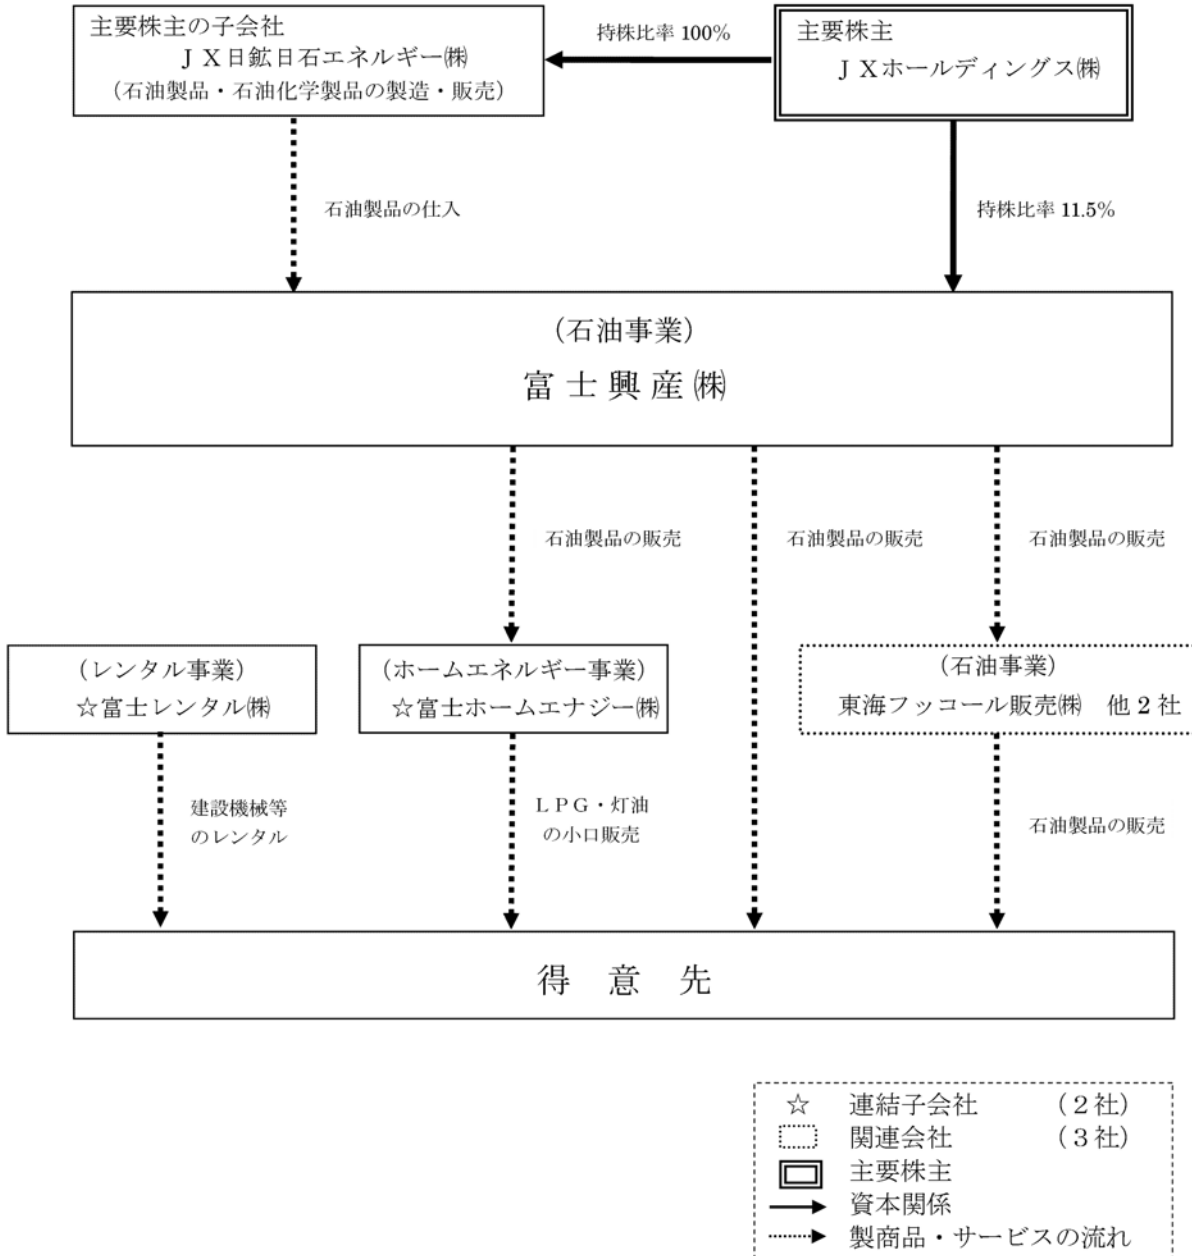 主要株主の子会社
ＪＸ日鉱日石エネルギー㈱
（石油製品・石油化学製品の製造・販売）
持株比率 100%
主要株主
ＪＸホールディングス㈱
石油製品の仕入
持株比率 11.5%
（石油事業）
富士興産㈱
石油製品の販売
石油製品の販売
石油製品の販売
（レンタル事業）
☆富士レンタル㈱
（ホームエネルギー事業）
☆富士ホームエナジー㈱
（石油事業）
東海フッコール販売㈱　他２社
建設機械等
のレンタル
ＬＰＧ・灯油
の小口販売
石油製品の販売
得　意　先
☆　連結子会社　（２社）
関連会社　（３社）
主要株主
資本関係
製商品・サービスの流れ